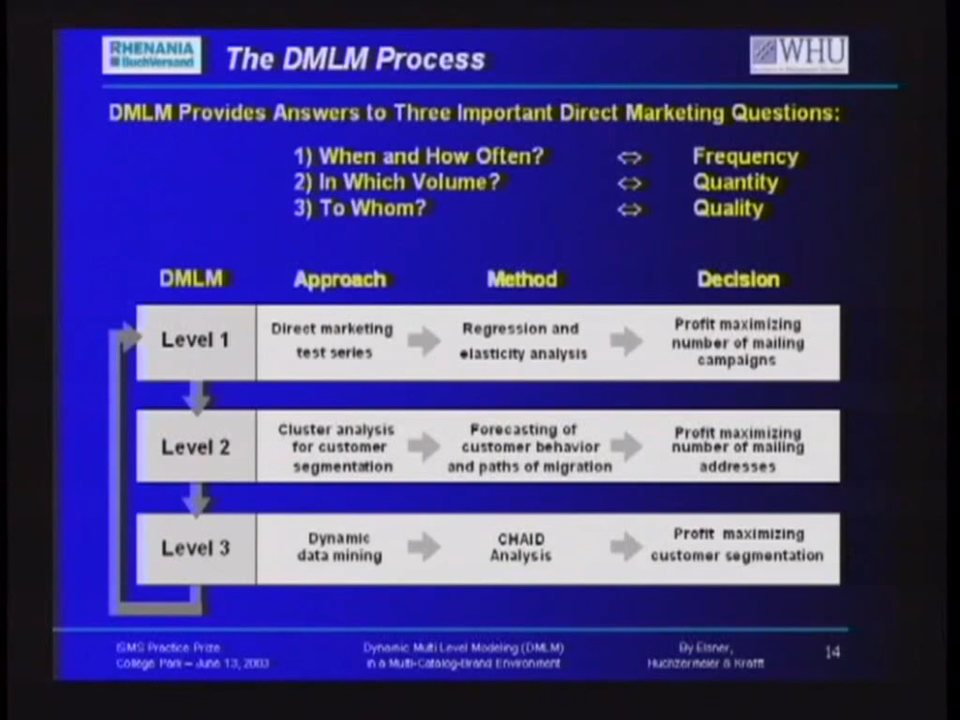 RHENANIA
BuchVersand
The DMLM Process
WHU
DMLM Provides Answers to Three Important Direct Marketing Questions:
1) When and How Often? ⇔ Frequency
2) In Which Volume? ⇔ Quantity
3) To Whom? ⇔ Quality
DMLM Approach Method Decision
Level 1
Direct marketing
test series
Regression and
elasticity analysis
Profit maximizing
number of mailing
campaigns
Level 2
Cluster analysis
for customer
segmentation
Forecasting of
customer behavior
and paths of migration
Profit maximizing
number of mailing
addresses
Level 3
Dynamic
data mining
CHAID
Analysis
Profit maximizing
customer segmentation
ISMS Practice Prize
College Park – June 13, 2003
Dynamic Multi Level Modeling (DMLM)
in a Multi-Catalog-Brand Environment
By Elsner,
Huchzermeier & Krafft
14